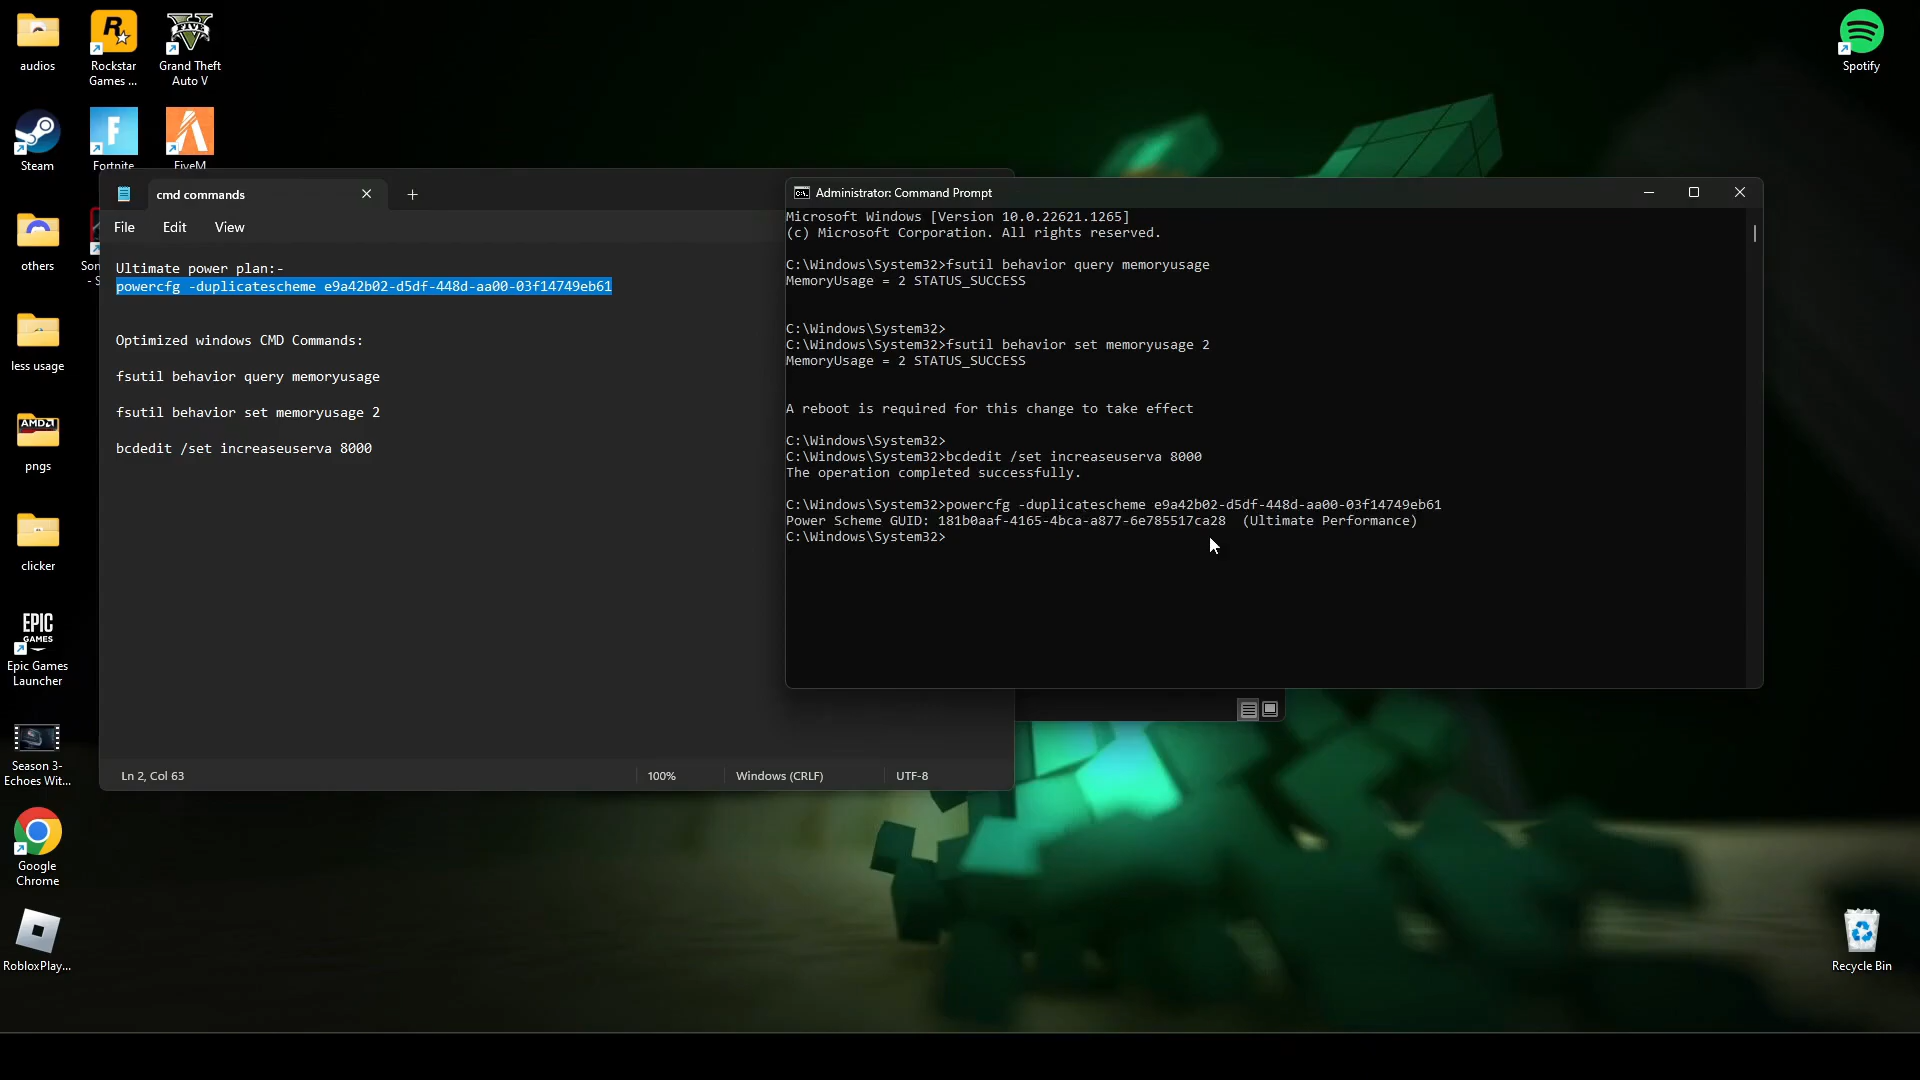 audios
Rockstar
Games ...
Grand Theft
Auto V
Spotify
Steam
Fortnite
FiveM
others
less usage
AMD
pngs
clicker
EPIC
GAMES
Epic Games
Launcher
Season 3-
Echoes Wit...
Google
Chrome
RobloxPlay...
Recycle Bin
cmd commands
File Edit View
Ultimate power plan:-
powercfg -duplicatescheme e9a42b02-d5df-448d-aa00-03f14749eb61
Optimized windows CMD Commands:
fsutil behavior query memoryusage
fsutil behavior set memoryusage 2
bcdedit /set increaseuserva 8000
Ln 2, Col 63 100% Windows (CRLF) UTF-8
Administrator: Command Prompt
Microsoft Windows [Version 10.0.22621.1265]
(c) Microsoft Corporation. All rights reserved.
C:\Windows\System32>fsutil behavior query memoryusage
MemoryUsage = 2 STATUS_SUCCESS
C:\Windows\System32>
C:\Windows\System32>fsutil behavior set memoryusage 2
MemoryUsage = 2 STATUS_SUCCESS
A reboot is required for this change to take effect
C:\Windows\System32>
C:\Windows\System32>bcdedit /set increaseuserva 8000
The operation completed successfully.
C:\Windows\System32>powercfg -duplicatescheme e9a42b02-d5df-448d-aa00-03f14749eb61
Power Scheme GUID: 181b0aaf-4165-4bca-a877-6e785517ca28 (Ultimate Performance)
C:\Windows\System32>